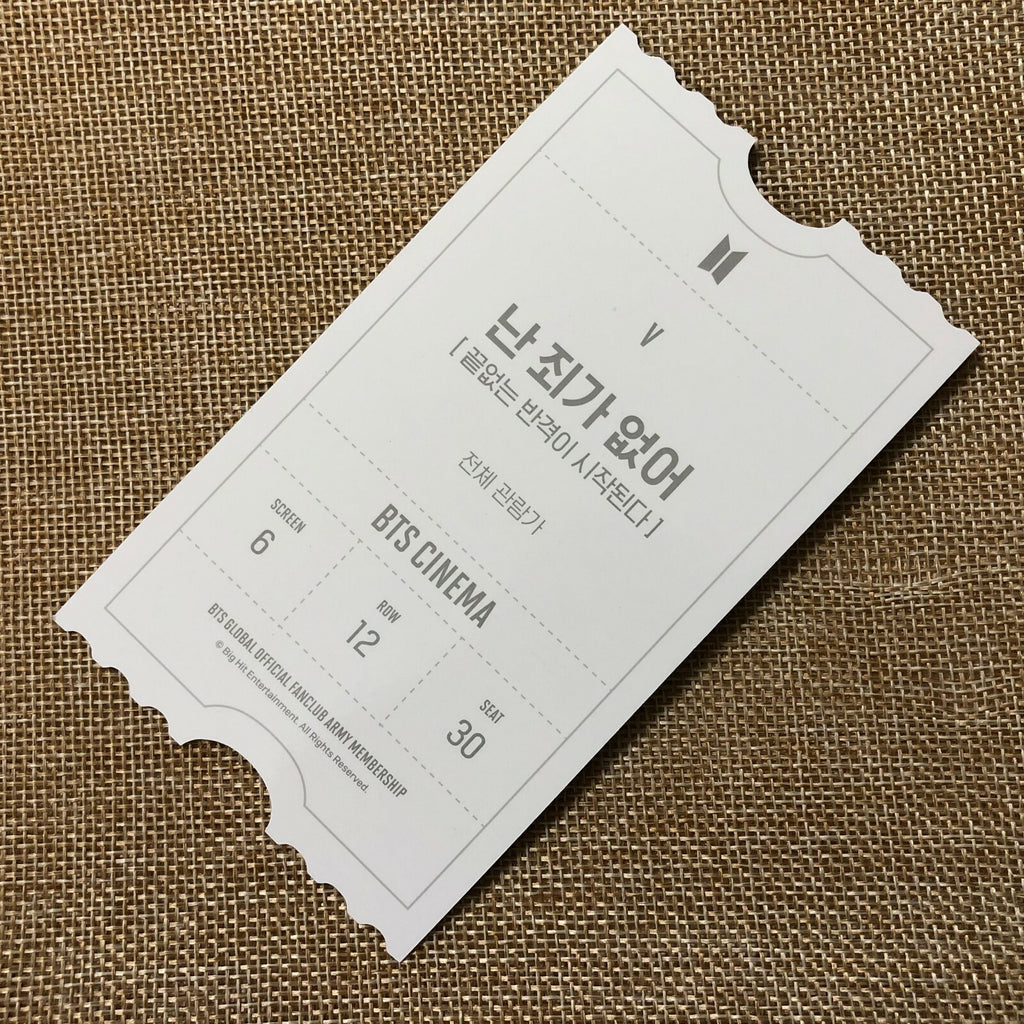 V
난 죄가 없어
[ 끝없는 반격이 시작된다 ]
전체 관람가
BTS CINEMA
SCREEN
6
ROW
12
SEAT
30
BTS GLOBAL OFFICIAL FANCLUB ARMY MEMBERSHIP
© Big Hit Entertainment. All Rights Reserved.